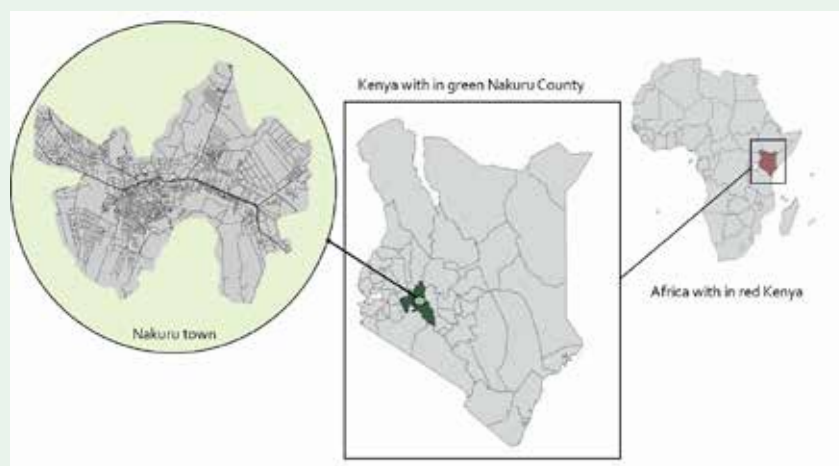 Kenya with in green Nakuru County
Nakuru town
Africa with in red Kenya